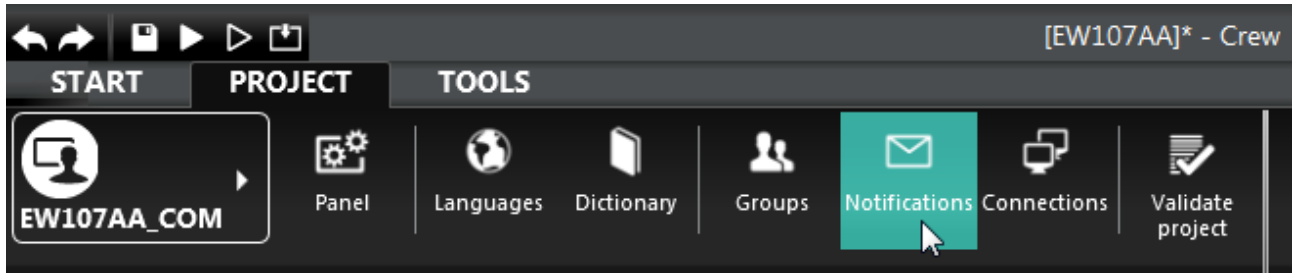 [EW107AA]* - Crew
START PROJECT TOOLS
EW107AA_COM
Panel
Languages
Dictionary
Groups
Notifications
Connections
Validate
project